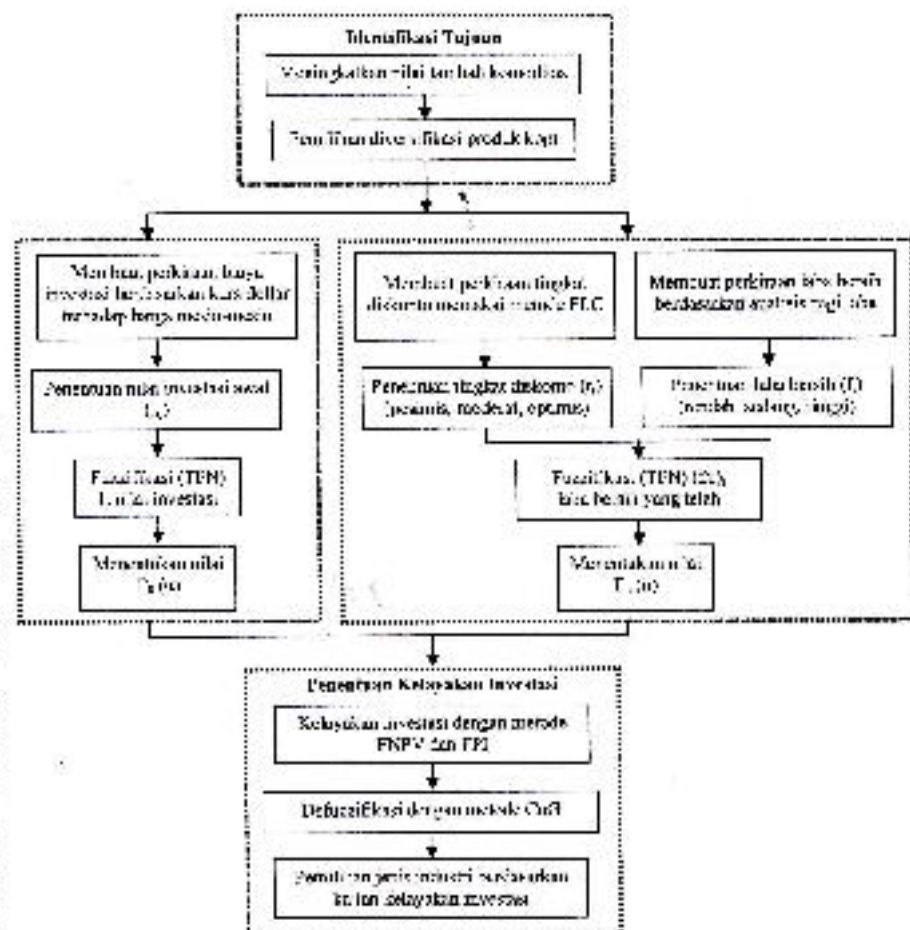 Identifikasi Tujuan
Meningkatkan nilai tambah komoditas
Pemilihan diversifikasi produk kopi
Membuat perkiraan biaya
investasi berdasarkan kurs dollar
terhadap harga mesin-mesin
Penentuan nilai investasi awal
Fuzzifikasi (TFN)
nilai investasi
Menentukan nilai
Membuat perkiraan tingkat
diskonto memakai metode FLC
Penentuan tingkat diskonto
(pesimis, moderat, optimis)
Membuat perkiraan laba bersih
berdasarkan analisis rugi laba
Penentuan laba bersih
(rendah, sedang, tinggi)
Fuzzifikasi (TFN)
laba bersih yang telah
Menentukan nilai
Penentuan Kelayakan Investasi
Kelayakan investasi dengan metode
FNPV dan FPI
Defuzzifikasi dengan metode
Pemilihan jenis industri berdasarkan
kelayakan investasi